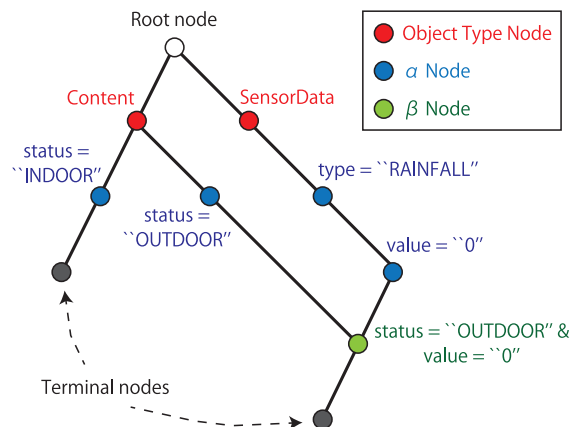 Root node
Object Type Node
α Node
β Node
Content
SensorData
status =
``INDOOR''
type = ``RAINFALL''
status =
``OUTDOOR''
value = ``0''
status = ``OUTDOOR'' &
value = ``0''
Terminal nodes